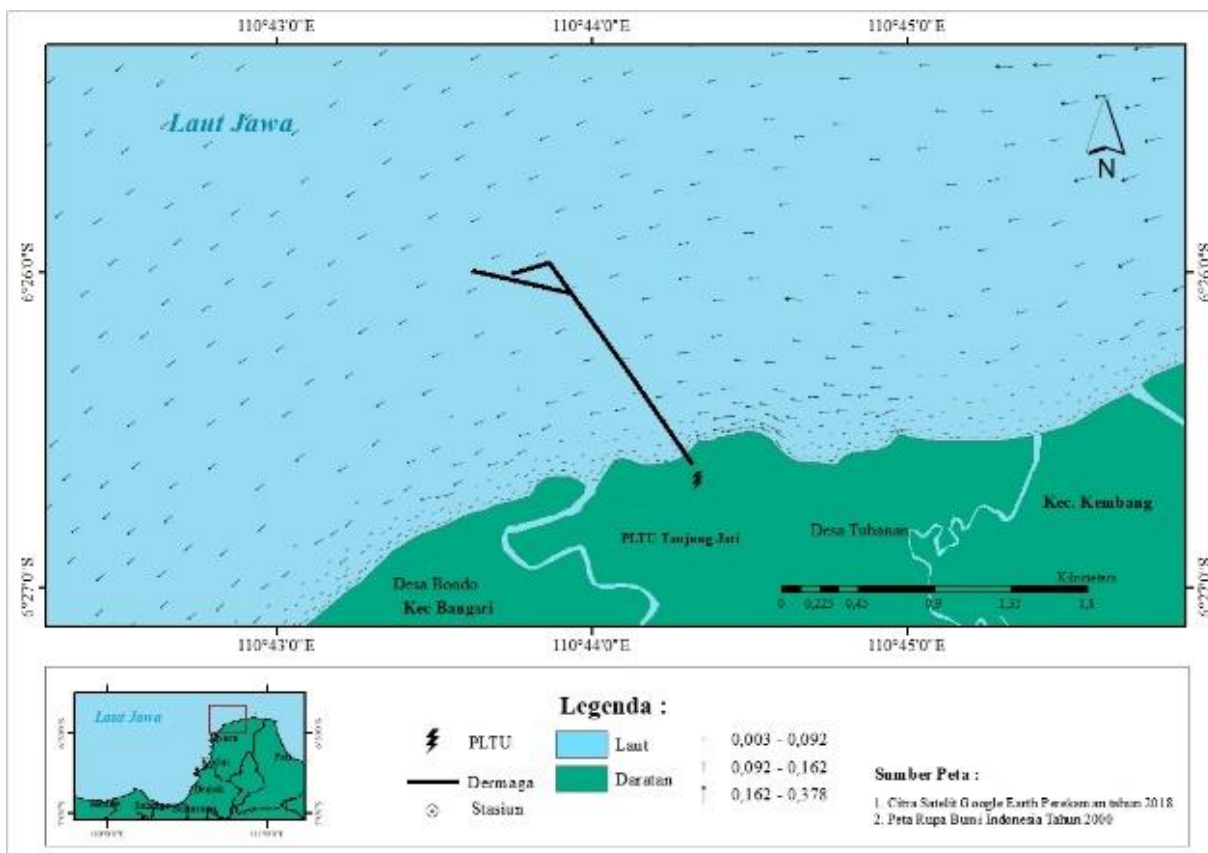 110°43'0"E 110°44'0"E 110°45'0"E
Laut Jawa
N
6°26'0"S 6°26'0"S
Kec. Kembang
Desa Tubanan
PLTU Tanjung Jati
Kilometers
Desa Bondo
Kec Bangsri
0 0,225 0,45 0,9 1,35 1,8
6°27'0"S 6°27'0"S
110°43'0"E 110°44'0"E 110°45'0"E
Laut Jawa
Legenda :
PLTU
Dermaga
Stasiun
Laut
Daratan
0,003 - 0,092
0,092 - 0,162
0,162 - 0,378
Sumber Peta :
1. Citra Satelit Google Earth Perekaman tahun 2018
2. Peta Rupa Bumi Indonesia Tahun 2000